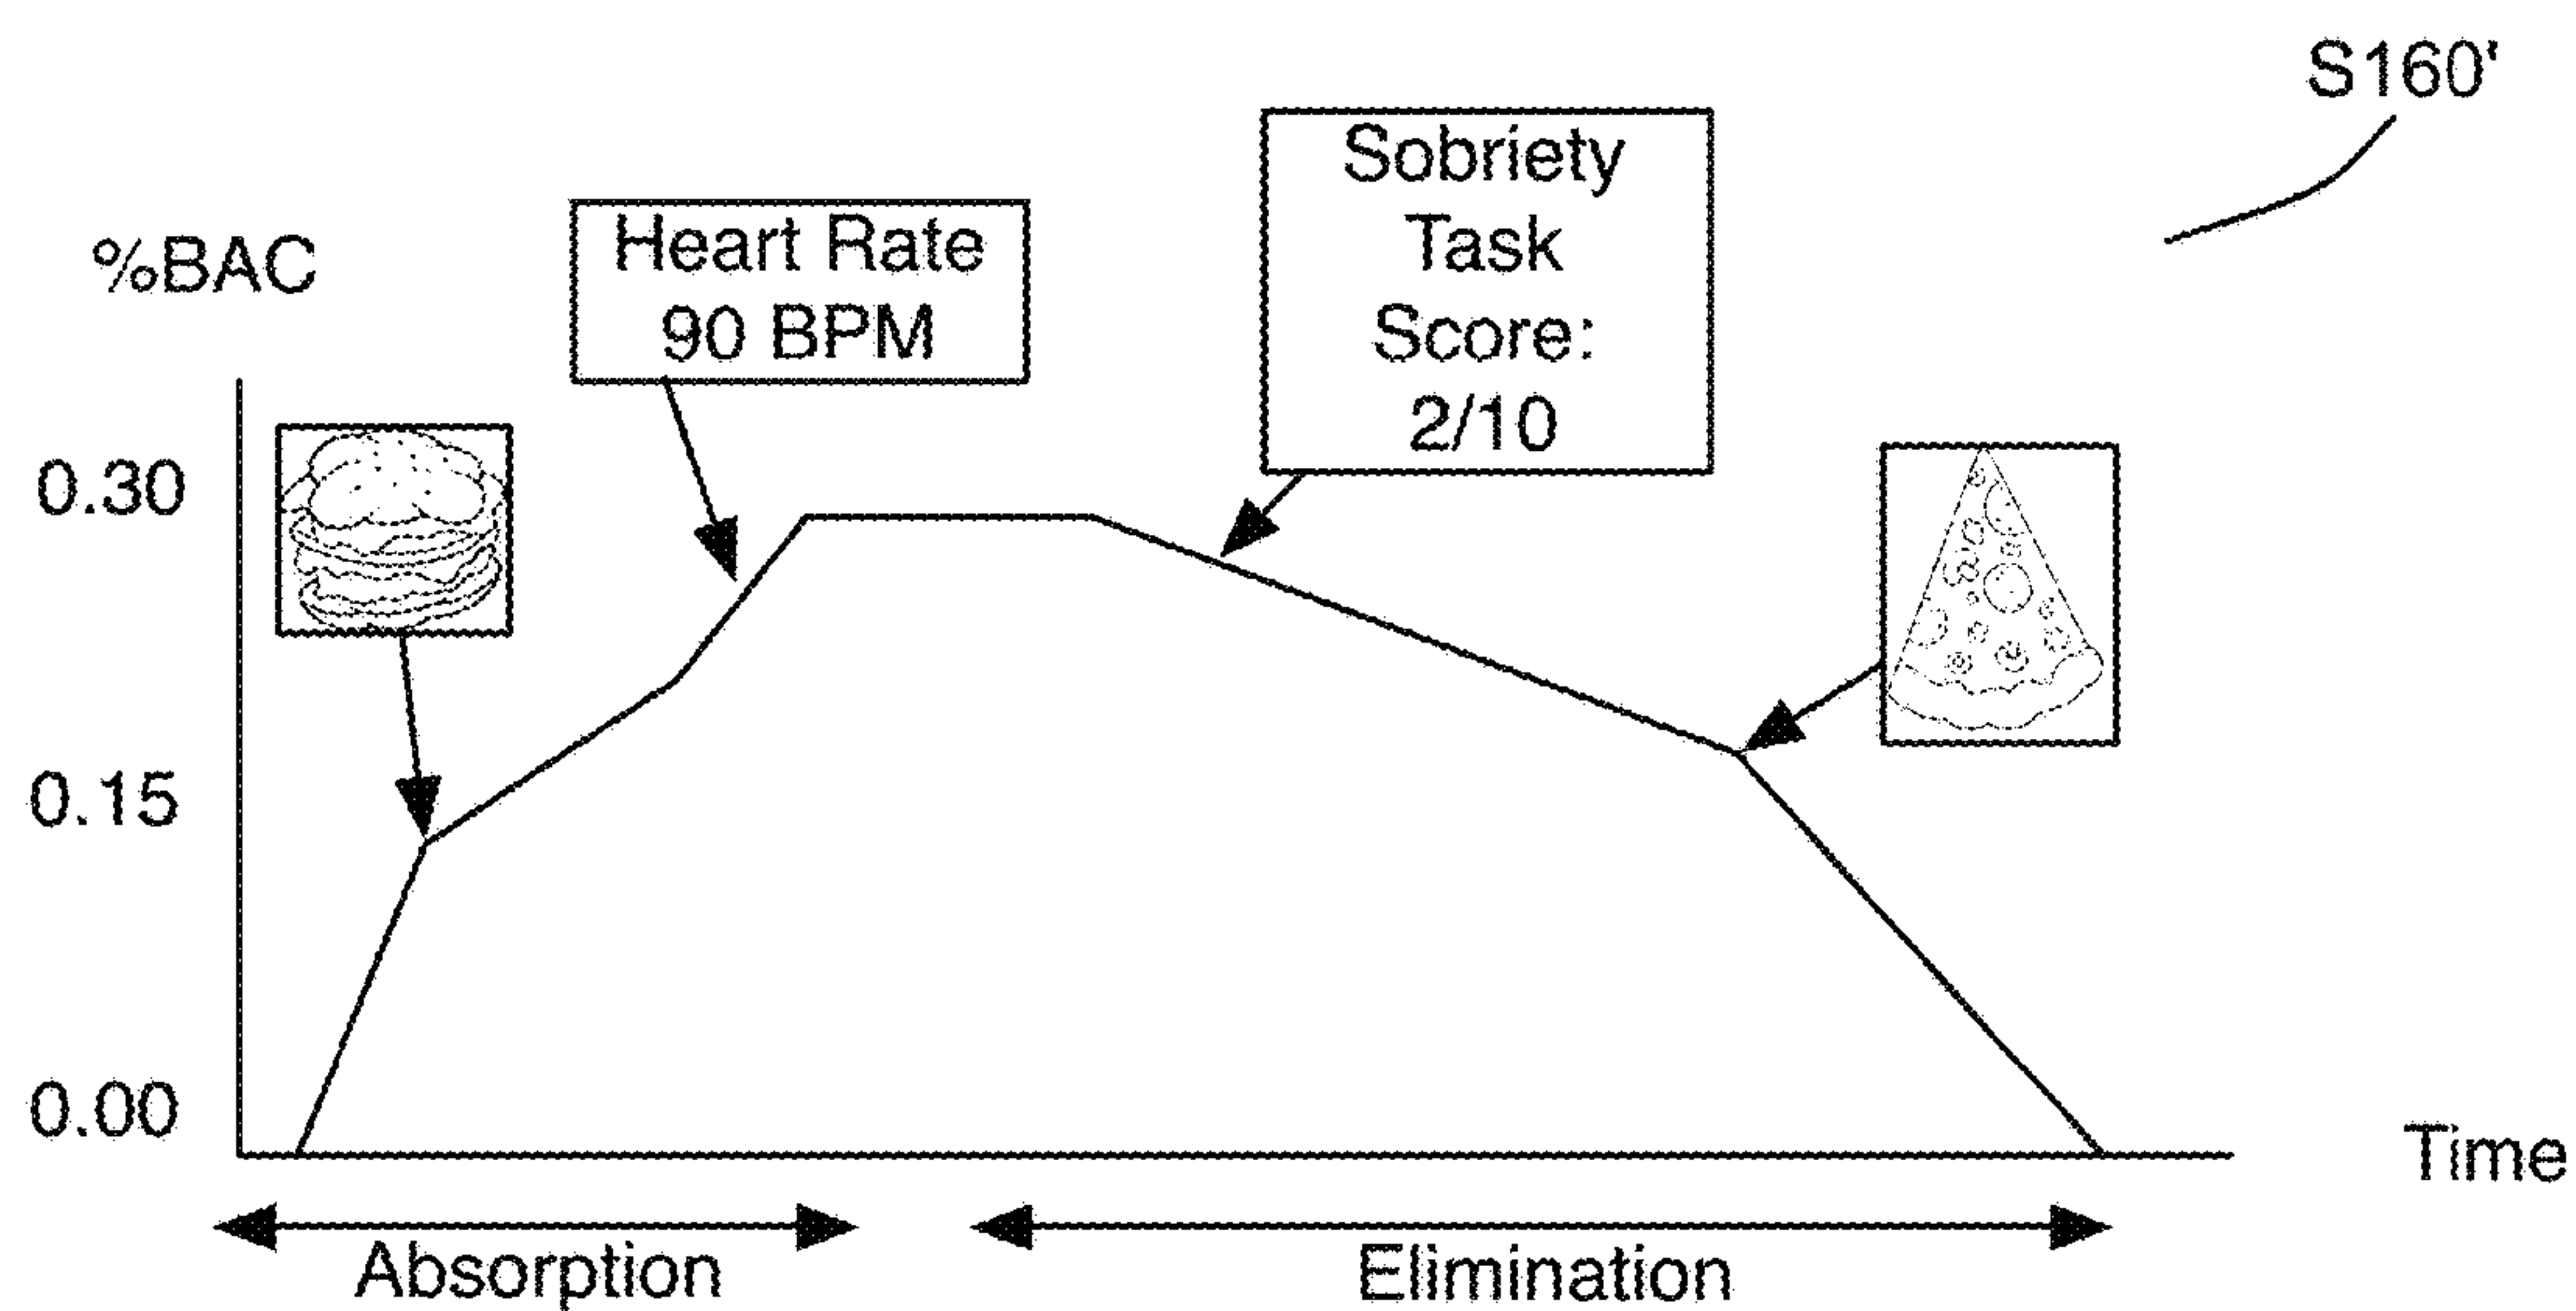 S160'
%BAC
Heart Rate
90 BPM
Sobriety
Task
Score:
2/10
0.30
0.15
0.00
Time
Absorption
Elimination